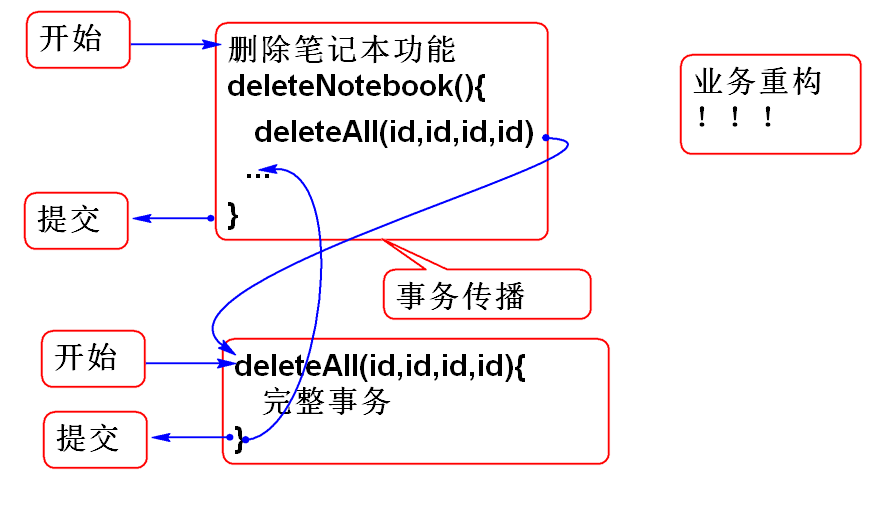 开始
删除笔记本功能
deleteNotebook(){
deleteAll(id,id,id,id)
...
}
提交
业务重构
！！！
事务传播
开始
deleteAll(id,id,id,id){
完整事务
}
提交